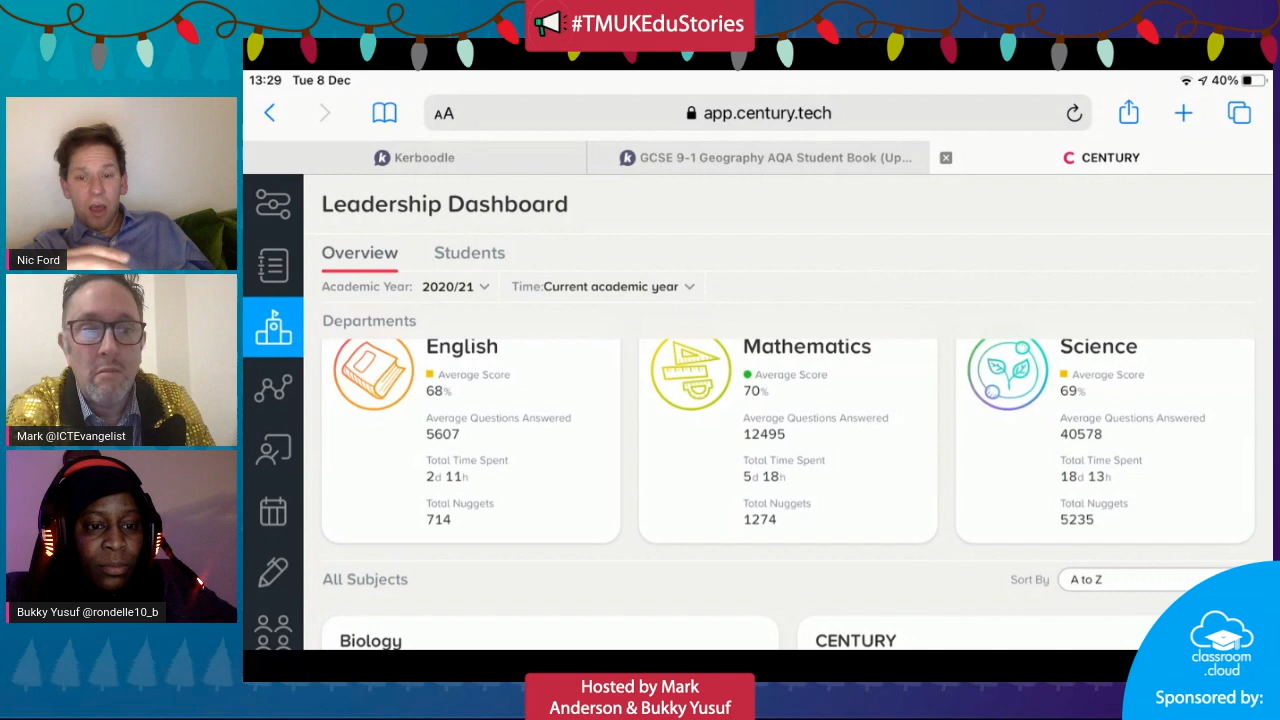 #TMUKEduStories
13:29 Tue 8 Dec
40%
AA
app.century.tech
Kerboodle
GCSE 9-1 Geography AQA Student Book (Up...
C CENTURY
Leadership Dashboard
Overview Students
Academic Year: 2020/21 Time:Current academic year
Departments
English
Average Score
68%
Average Questions Answered
5607
Total Time Spent
2d 11h
Total Nuggets
714
Mathematics
Average Score
70%
Average Questions Answered
12495
Total Time Spent
5d 18h
Total Nuggets
1274
Science
Average Score
69%
Average Questions Answered
40578
Total Time Spent
18d 13h
Total Nuggets
5235
All Subjects
Sort By A to Z
Biology
CENTURY
Nic Ford
Mark @ICTEvangelist
Bukky Yusuf @rondelle10_b
Hosted by Mark
Anderson & Bukky Yusuf
classroom
.cloud
Sponsored by: